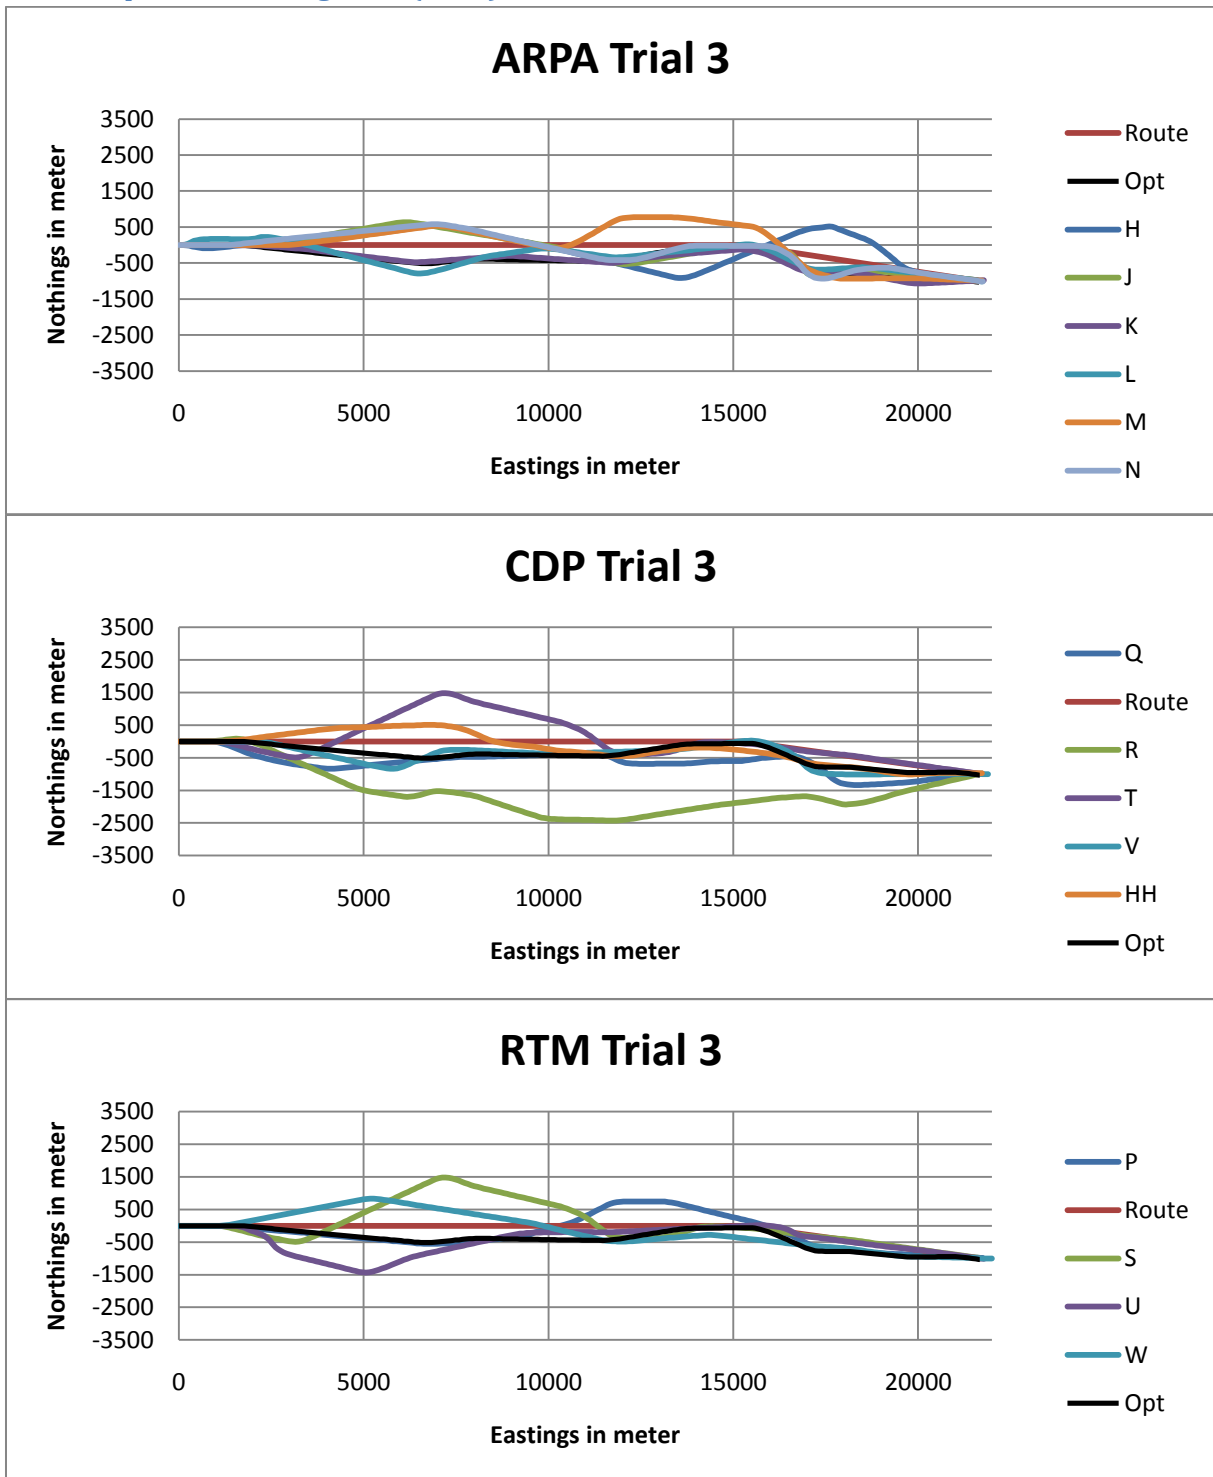 ARPA Trial 3
3500
2500
1500
500
-500
-1500
-2500
-3500
Nothings in meter
0 5000 10000 15000 20000
Eastings in meter
Route
Opt
H
J
K
L
M
N
CDP Trial 3
3500
2500
1500
500
-500
-1500
-2500
-3500
Northings in meter
0 5000 10000 15000 20000
Eastings in meter
Q
Route
R
T
V
HH
Opt
RTM Trial 3
3500
2500
1500
500
-500
-1500
-2500
-3500
Northings in meter
0 5000 10000 15000 20000
Eastings in meter
P
Route
S
U
W
Opt